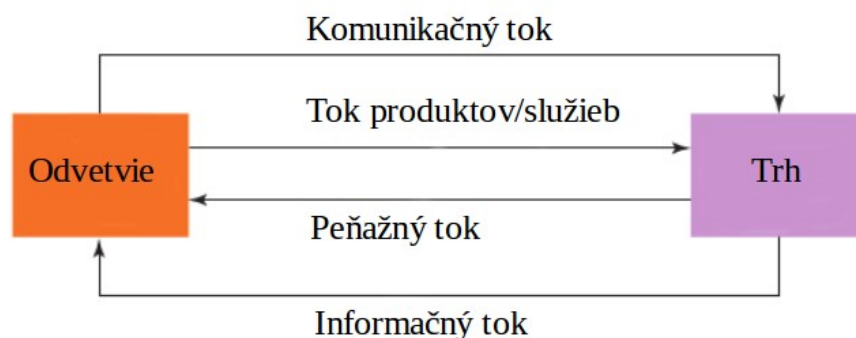 Komunikačný tok
Tok produktov/služieb
Odvetvie
Trh
Peňažný tok
Informačný tok